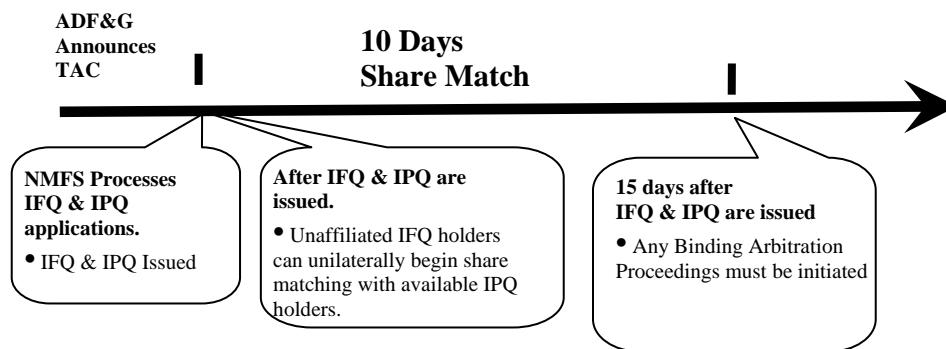 ADF&G
Announces
TAC
10 Days
Share Match
NMFS Processes
IFQ & IPQ
applications.
• IFQ & IPQ Issued
After IFQ & IPQ are
issued.
• Unaffiliated IFQ holders
can unilaterally begin share
matching with available IPQ
holders.
15 days after
IFQ & IPQ are issued
• Any Binding Arbitration
Proceedings must be initiated